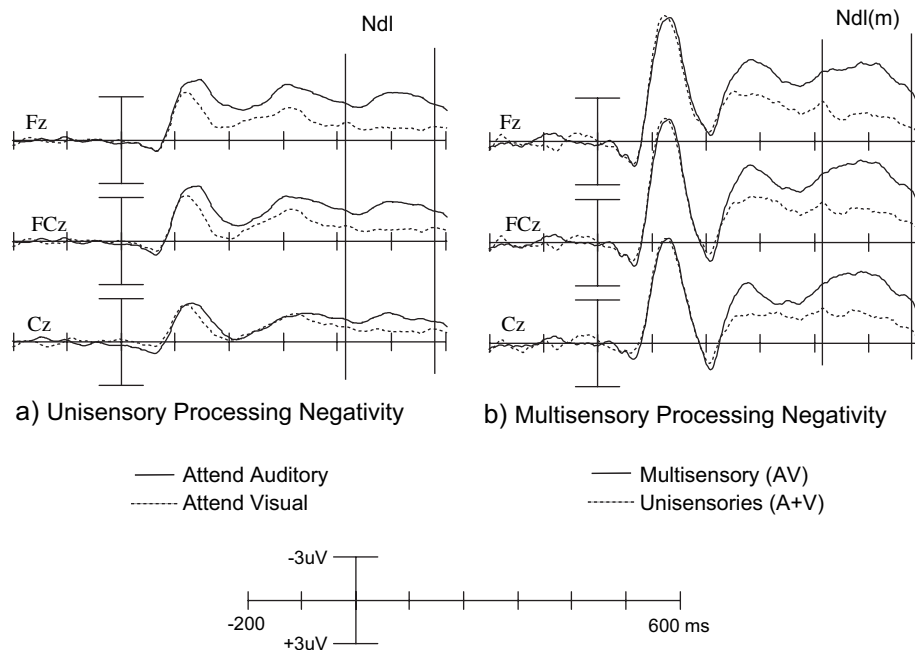 Ndl
Fz
FCz
Cz
a) Unisensory Processing Negativity
Attend Auditory
Attend Visual
Ndl(m)
Fz
FCz
Cz
b) Multisensory Processing Negativity
Multisensory (AV)
Unisensories (A+V)
-3uV
-200
600 ms
+3uV